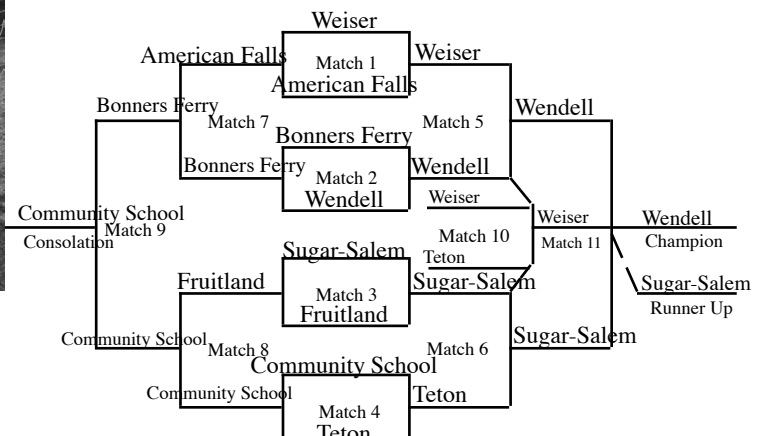 Weiser
American Falls
Match 1
Weiser
American Falls
Bonners Ferry
Match 7
Match 5
Wendell
Bonners Ferry
Bonners Ferry
Match 2
Wendell
Wendell
Weiser
Community School
Match 9
Consolation
Match 10
Weiser
Match 11
Wendell
Champion
Teton
Sugar-Salem
Fruitland
Match 3
Sugar-Salem
Fruitland
Sugar-Salem
Runner Up
Community School
Match 8
Match 6
Sugar-Salem
Community School
Community School
Match 4
Teton
Teton